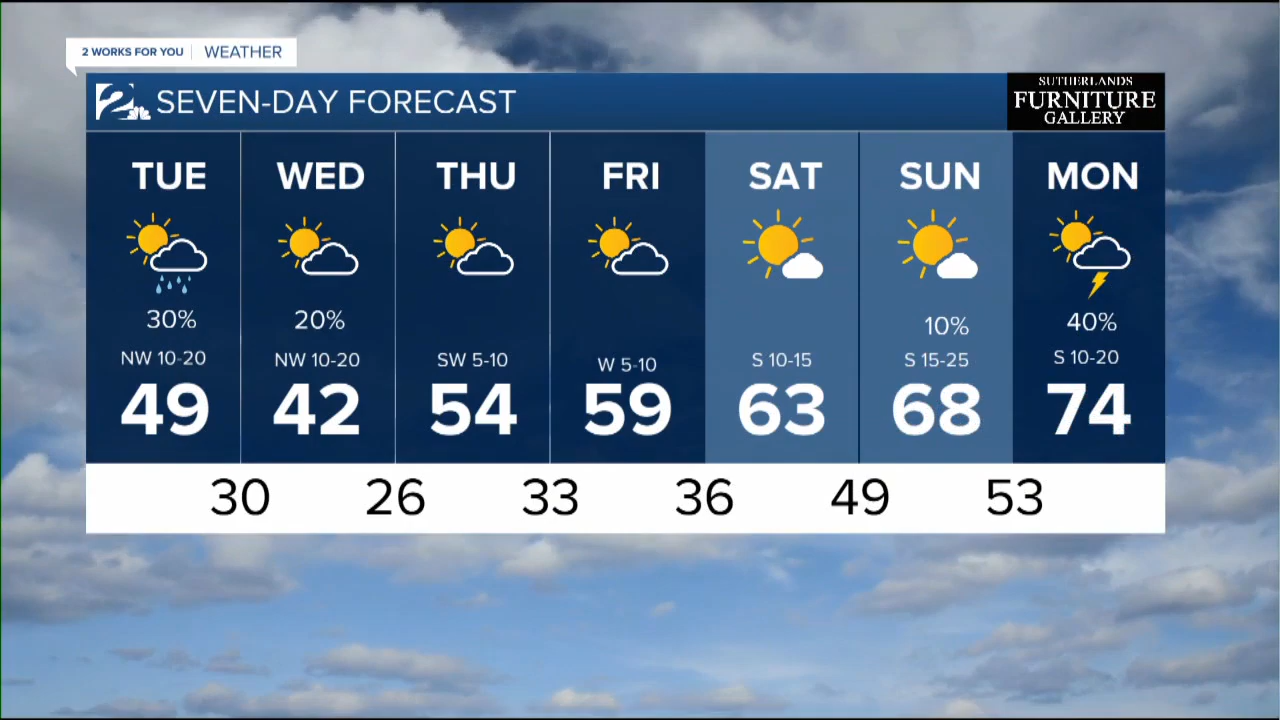 2 WORKS FOR YOU | WEATHER
2 SEVEN-DAY FORECAST
SUTHERLANDS
FURNITURE
GALLERY
TUE WED THU FRI SAT SUN MON
30% 20% 10% 40%
NW 10-20 NW 10-20 SW 5-10 W 5-10 S 10-15 S 15-25 S 10-20
49 42 54 59 63 68 74
30 26 33 36 49 53